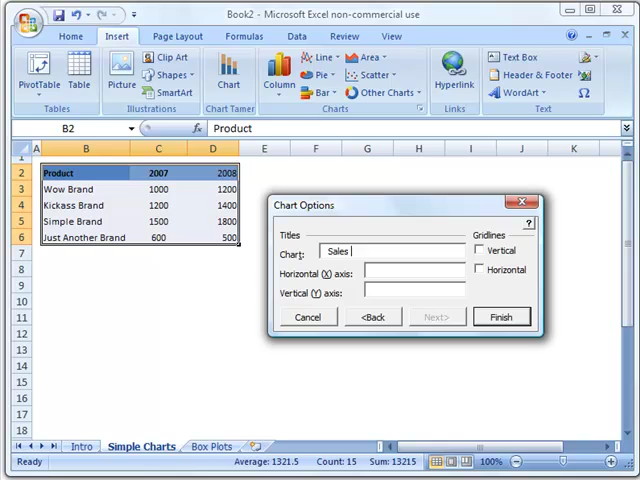 Book2 - Microsoft Excel non-commercial use
Home Insert Page Layout Formulas Data Review View
PivotTable Table Picture Clip Art Shapes SmartArt Chart Column Line Pie Bar Area Scatter Other Charts Hyperlink Text Box Header & Footer WordArt Ω
Tables Illustrations Chart Tamer Charts Links Text
B2 fx Product
A B C D E F G H I J K
1
2 Product 2007 2008
3 Wow Brand 1000 1200
4 Kickass Brand 1200 1400
5 Simple Brand 1500 1800
6 Just Another Brand 600 500
7
8
9
10
11
12
13
14
15
16
17
18
Chart Options
?
Titles Gridlines
Chart: Sales Vertical
Horizontal (X) axis: Horizontal
Vertical (Y) axis:
Cancel <Back Next> Finish
Intro Simple Charts Box Plots
Ready Average: 1321.5 Count: 15 Sum: 13215 100%